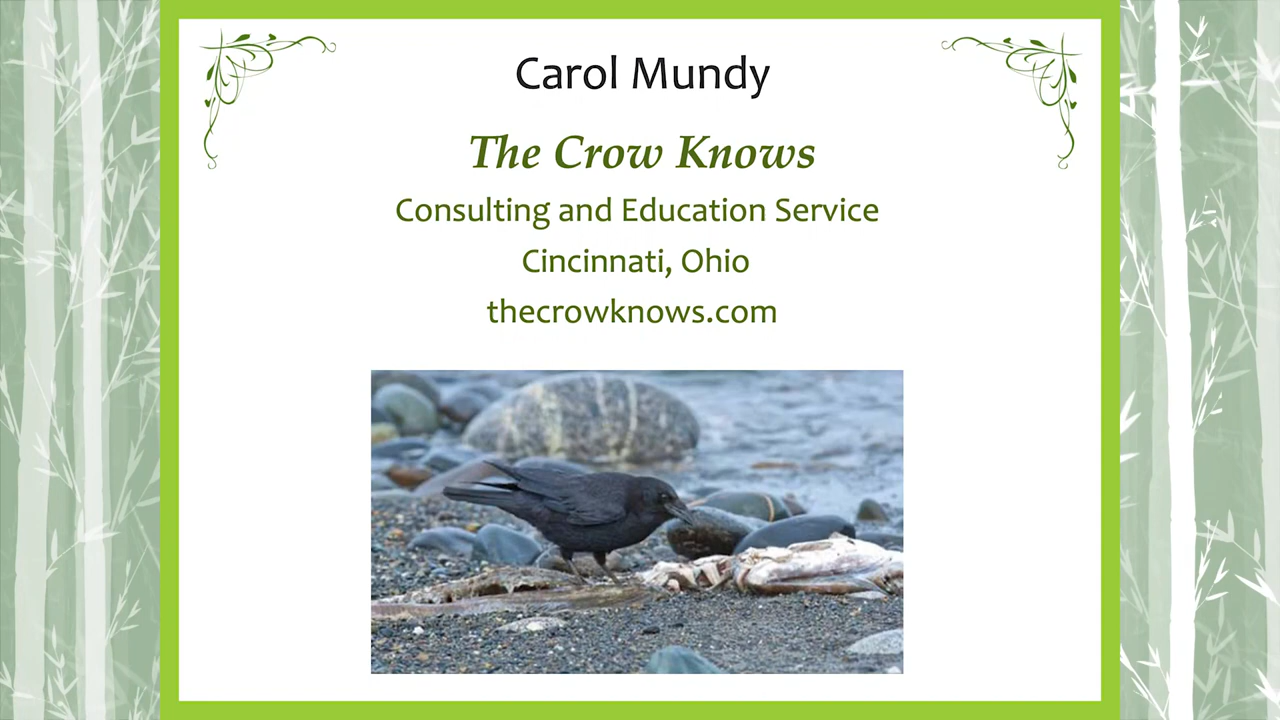 Carol Mundy
The Crow Knows
Consulting and Education Service
Cincinnati, Ohio
thecrowknows.com